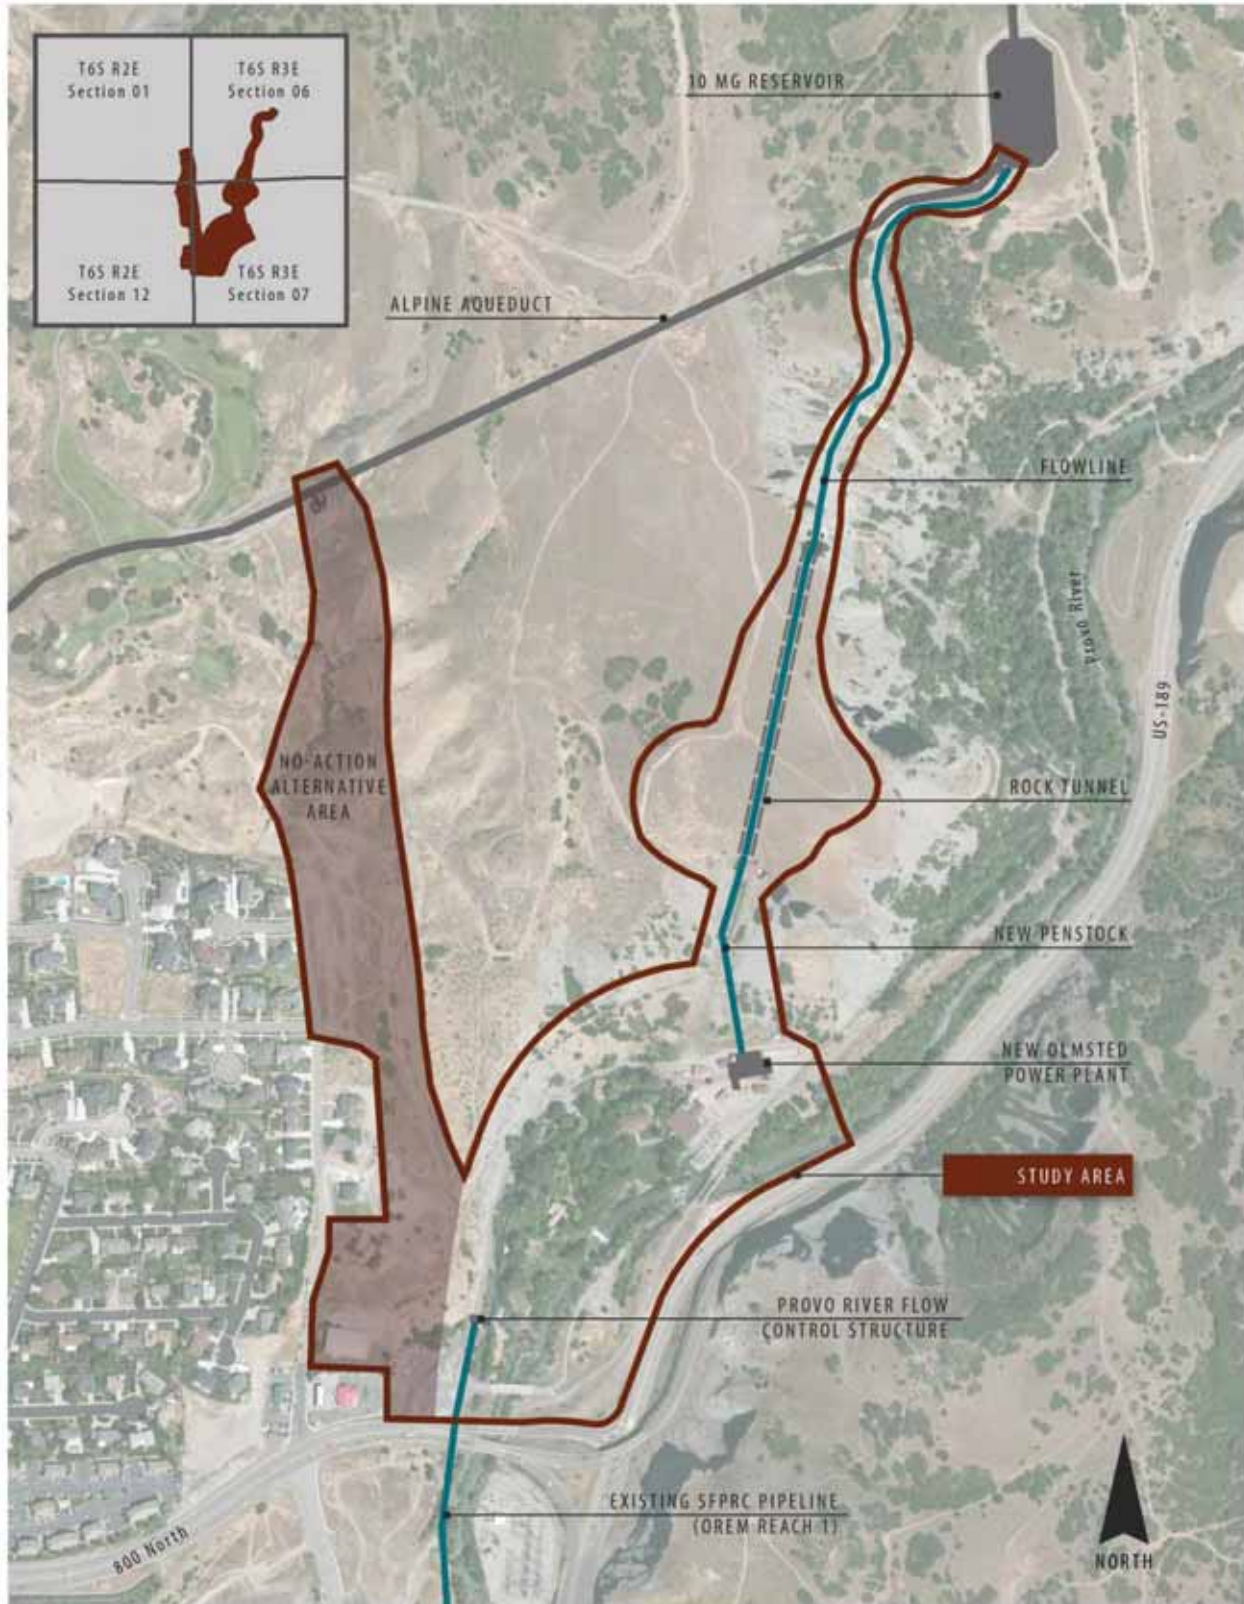 T6S R2E
Section 01
T6S R3E
Section 06
T6S R2E
Section 12
T6S R3E
Section 07
10 MG RESERVOIR
ALPINE AQUEDUCT
FLOWLINE
Provo River
US-189
NO-ACTION
ALTERNATIVE
AREA
ROCK TUNNEL
NEW PENSTOCK
NEW OLMSTED
POWER PLANT
STUDY AREA
PROVO RIVER FLOW
CONTROL STRUCTURE
EXISTING SFPRC PIPELINE
(OREM REACH 1)
800 North
NORTH